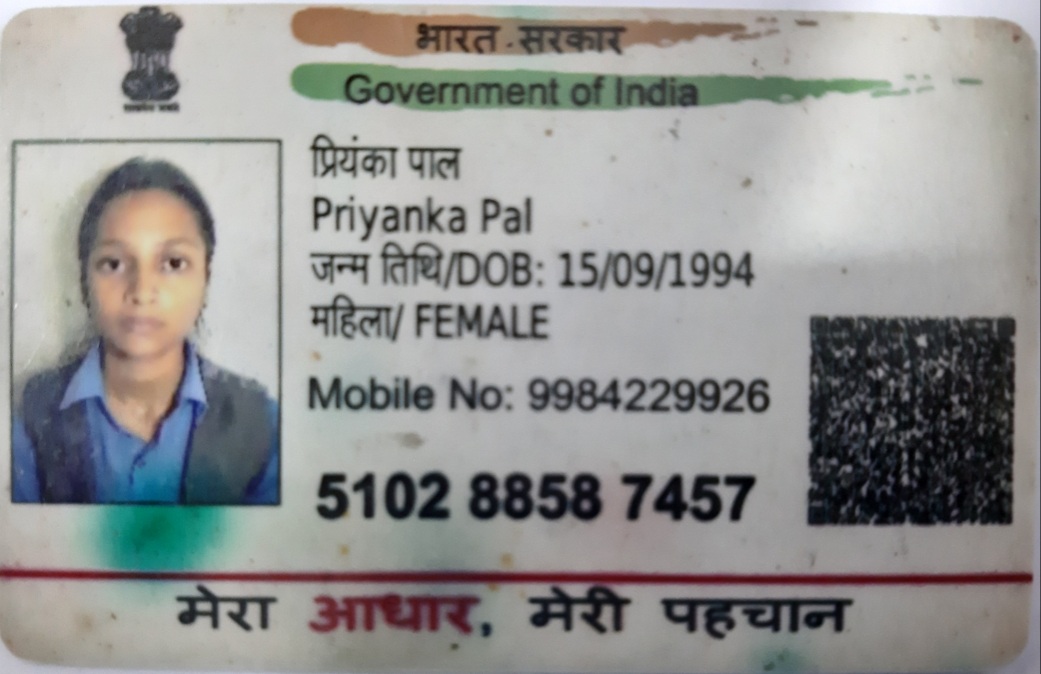 भारत सरकार
Government of India
प्रियंका पाल
Priyanka Pal
जन्म तिथि/DOB: 15/09/1994
महिला/ FEMALE
Mobile No: 9984229926
5102 8858 7457
मेरा आधार, मेरी पहचान